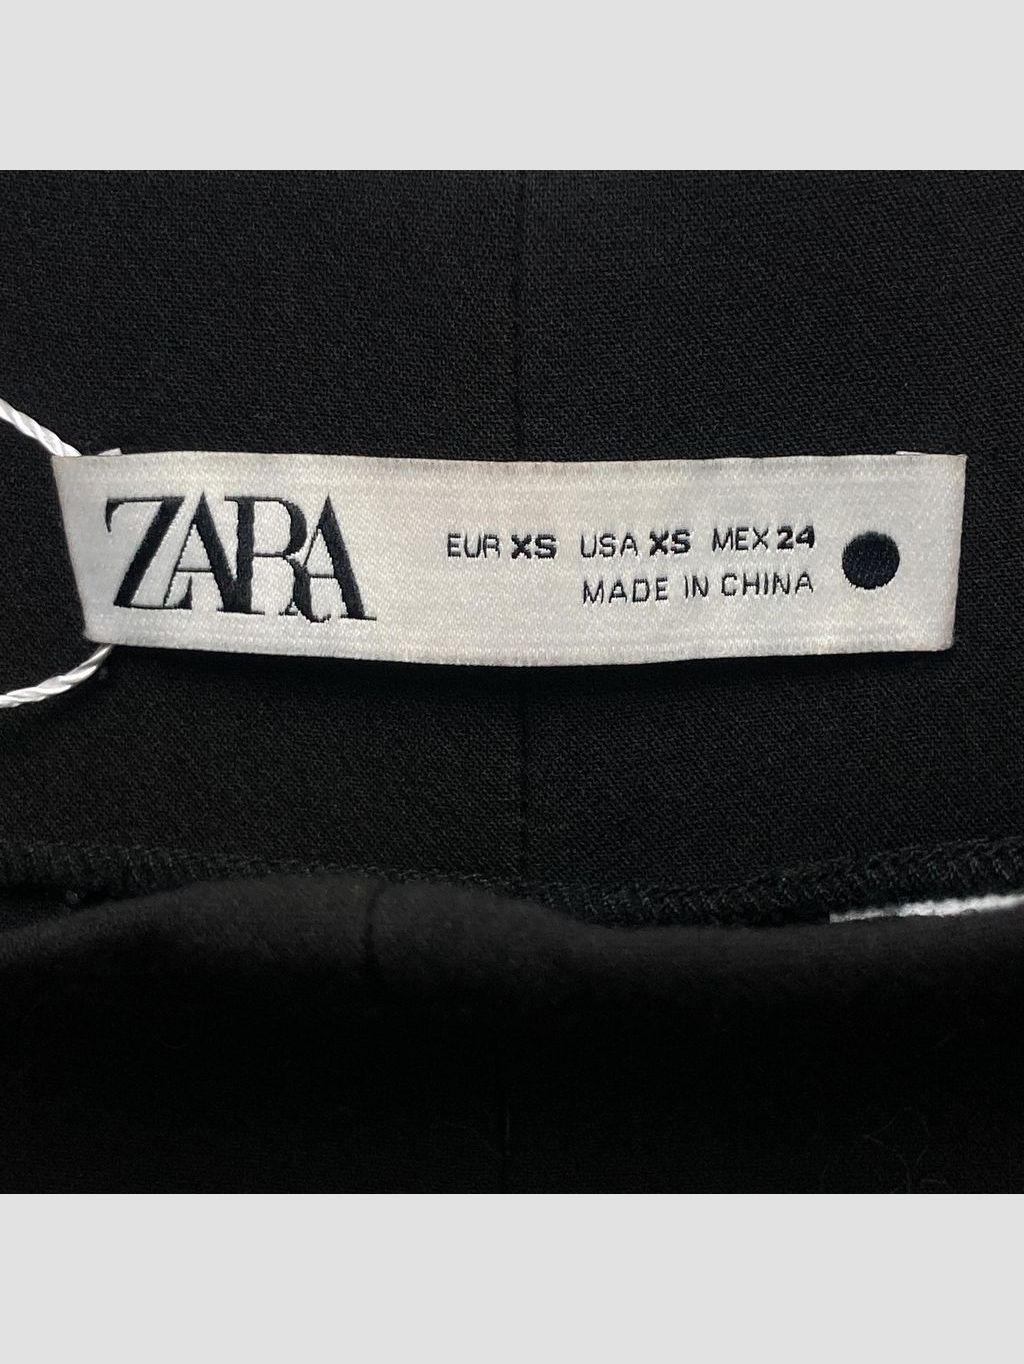 ZARA
EUR XS USA XS MEX 24
MADE IN CHINA